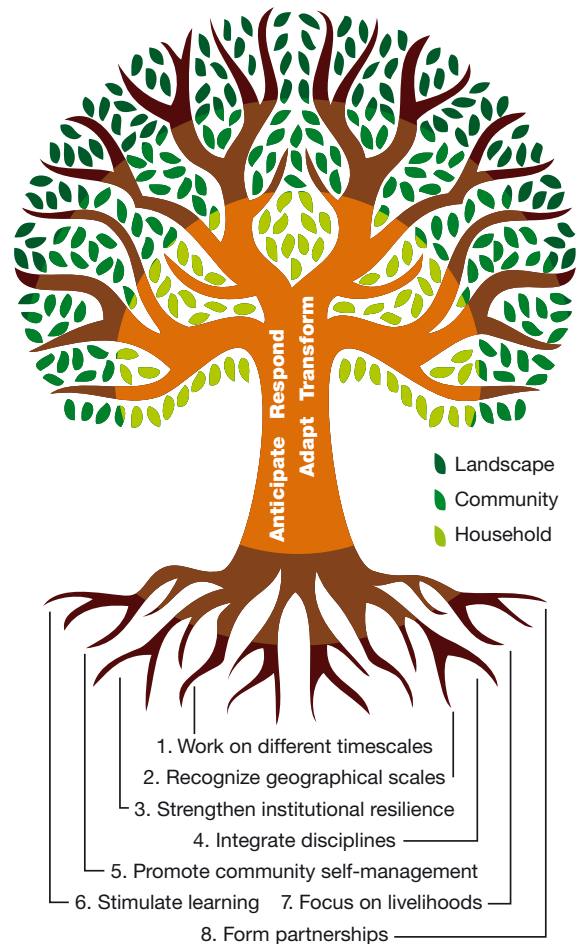 Anticipate Respond
Adapt Transform
Landscape
Community
Household
1. Work on different timescales
2. Recognize geographical scales
3. Strengthen institutional resilience
4. Integrate disciplines
5. Promote community self-management
6. Stimulate learning 7. Focus on livelihoods
8. Form partnerships